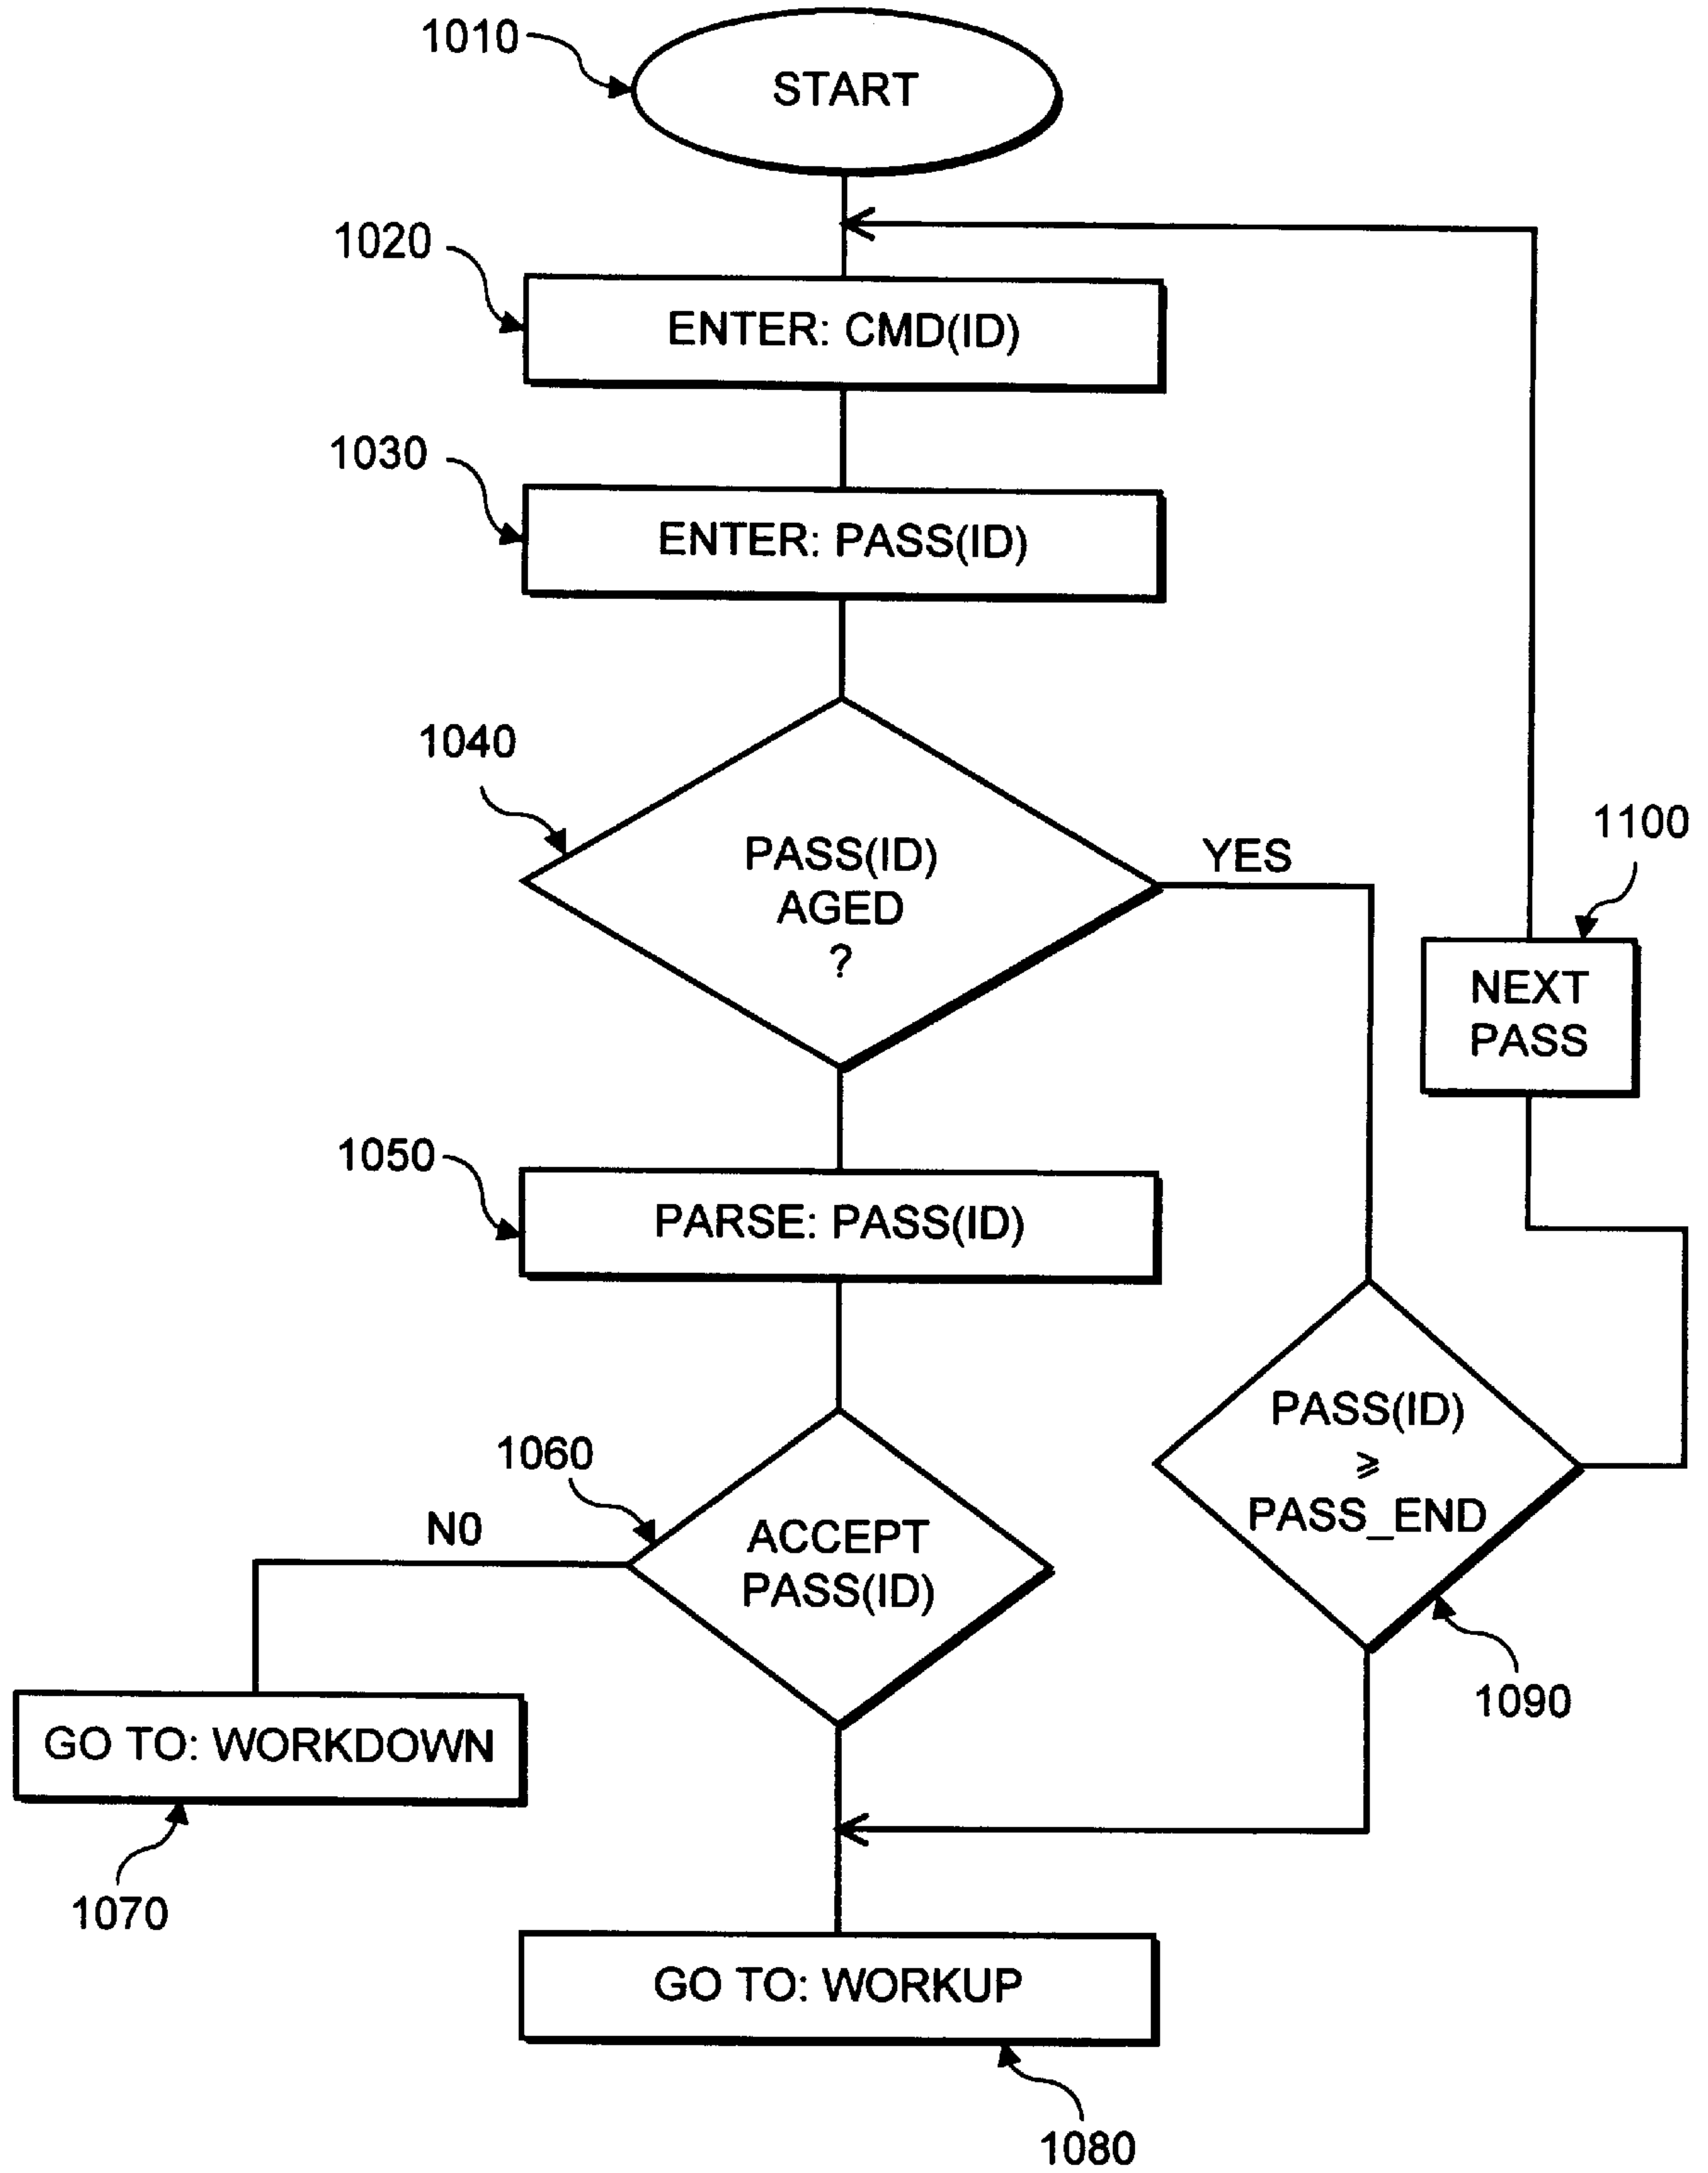 1010
START
1020
ENTER: CMD(ID)
1030
ENTER: PASS(ID)
1040
PASS(ID)
AGED
?
YES
1100
NEXT
PASS
1050
PARSE: PASS(ID)
PASS(ID)
≥
PASS_END
1090
1060
ACCEPT
PASS(ID)
N0
GO TO: WORKDOWN
1070
GO TO: WORKUP
1080